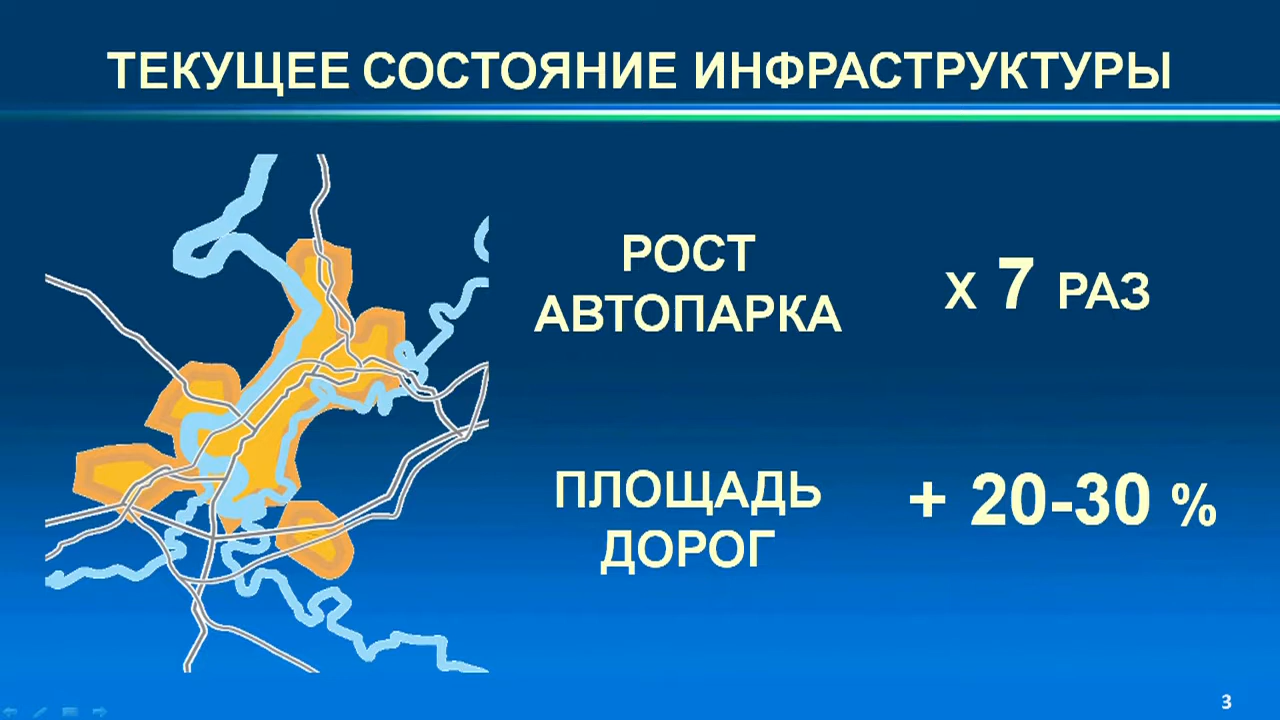 ТЕКУЩЕЕ СОСТОЯНИЕ ИНФРАСТРУКТУРЫ
РОСТ
АВТОПАРКА
Х 7 РАЗ
ПЛОЩАДЬ
ДОРОГ
+ 20-30 %
3